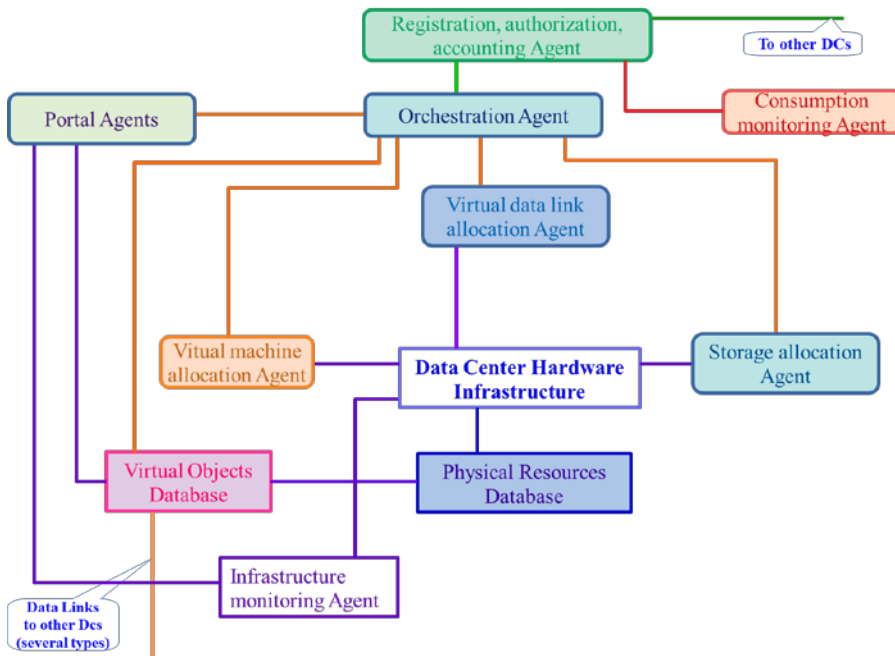 Registration, authorization,
accounting Agent
To other DCs
Portal Agents
Orchestration Agent
Consumption
monitoring Agent
Virtual data link
allocation Agent
Vitual machine
allocation Agent
Data Center Hardware
Infrastructure
Storage allocation
Agent
Virtual Objects
Database
Physical Resources
Database
Infrastructure
monitoring Agent
Data Links
to other Dcs
(several types)